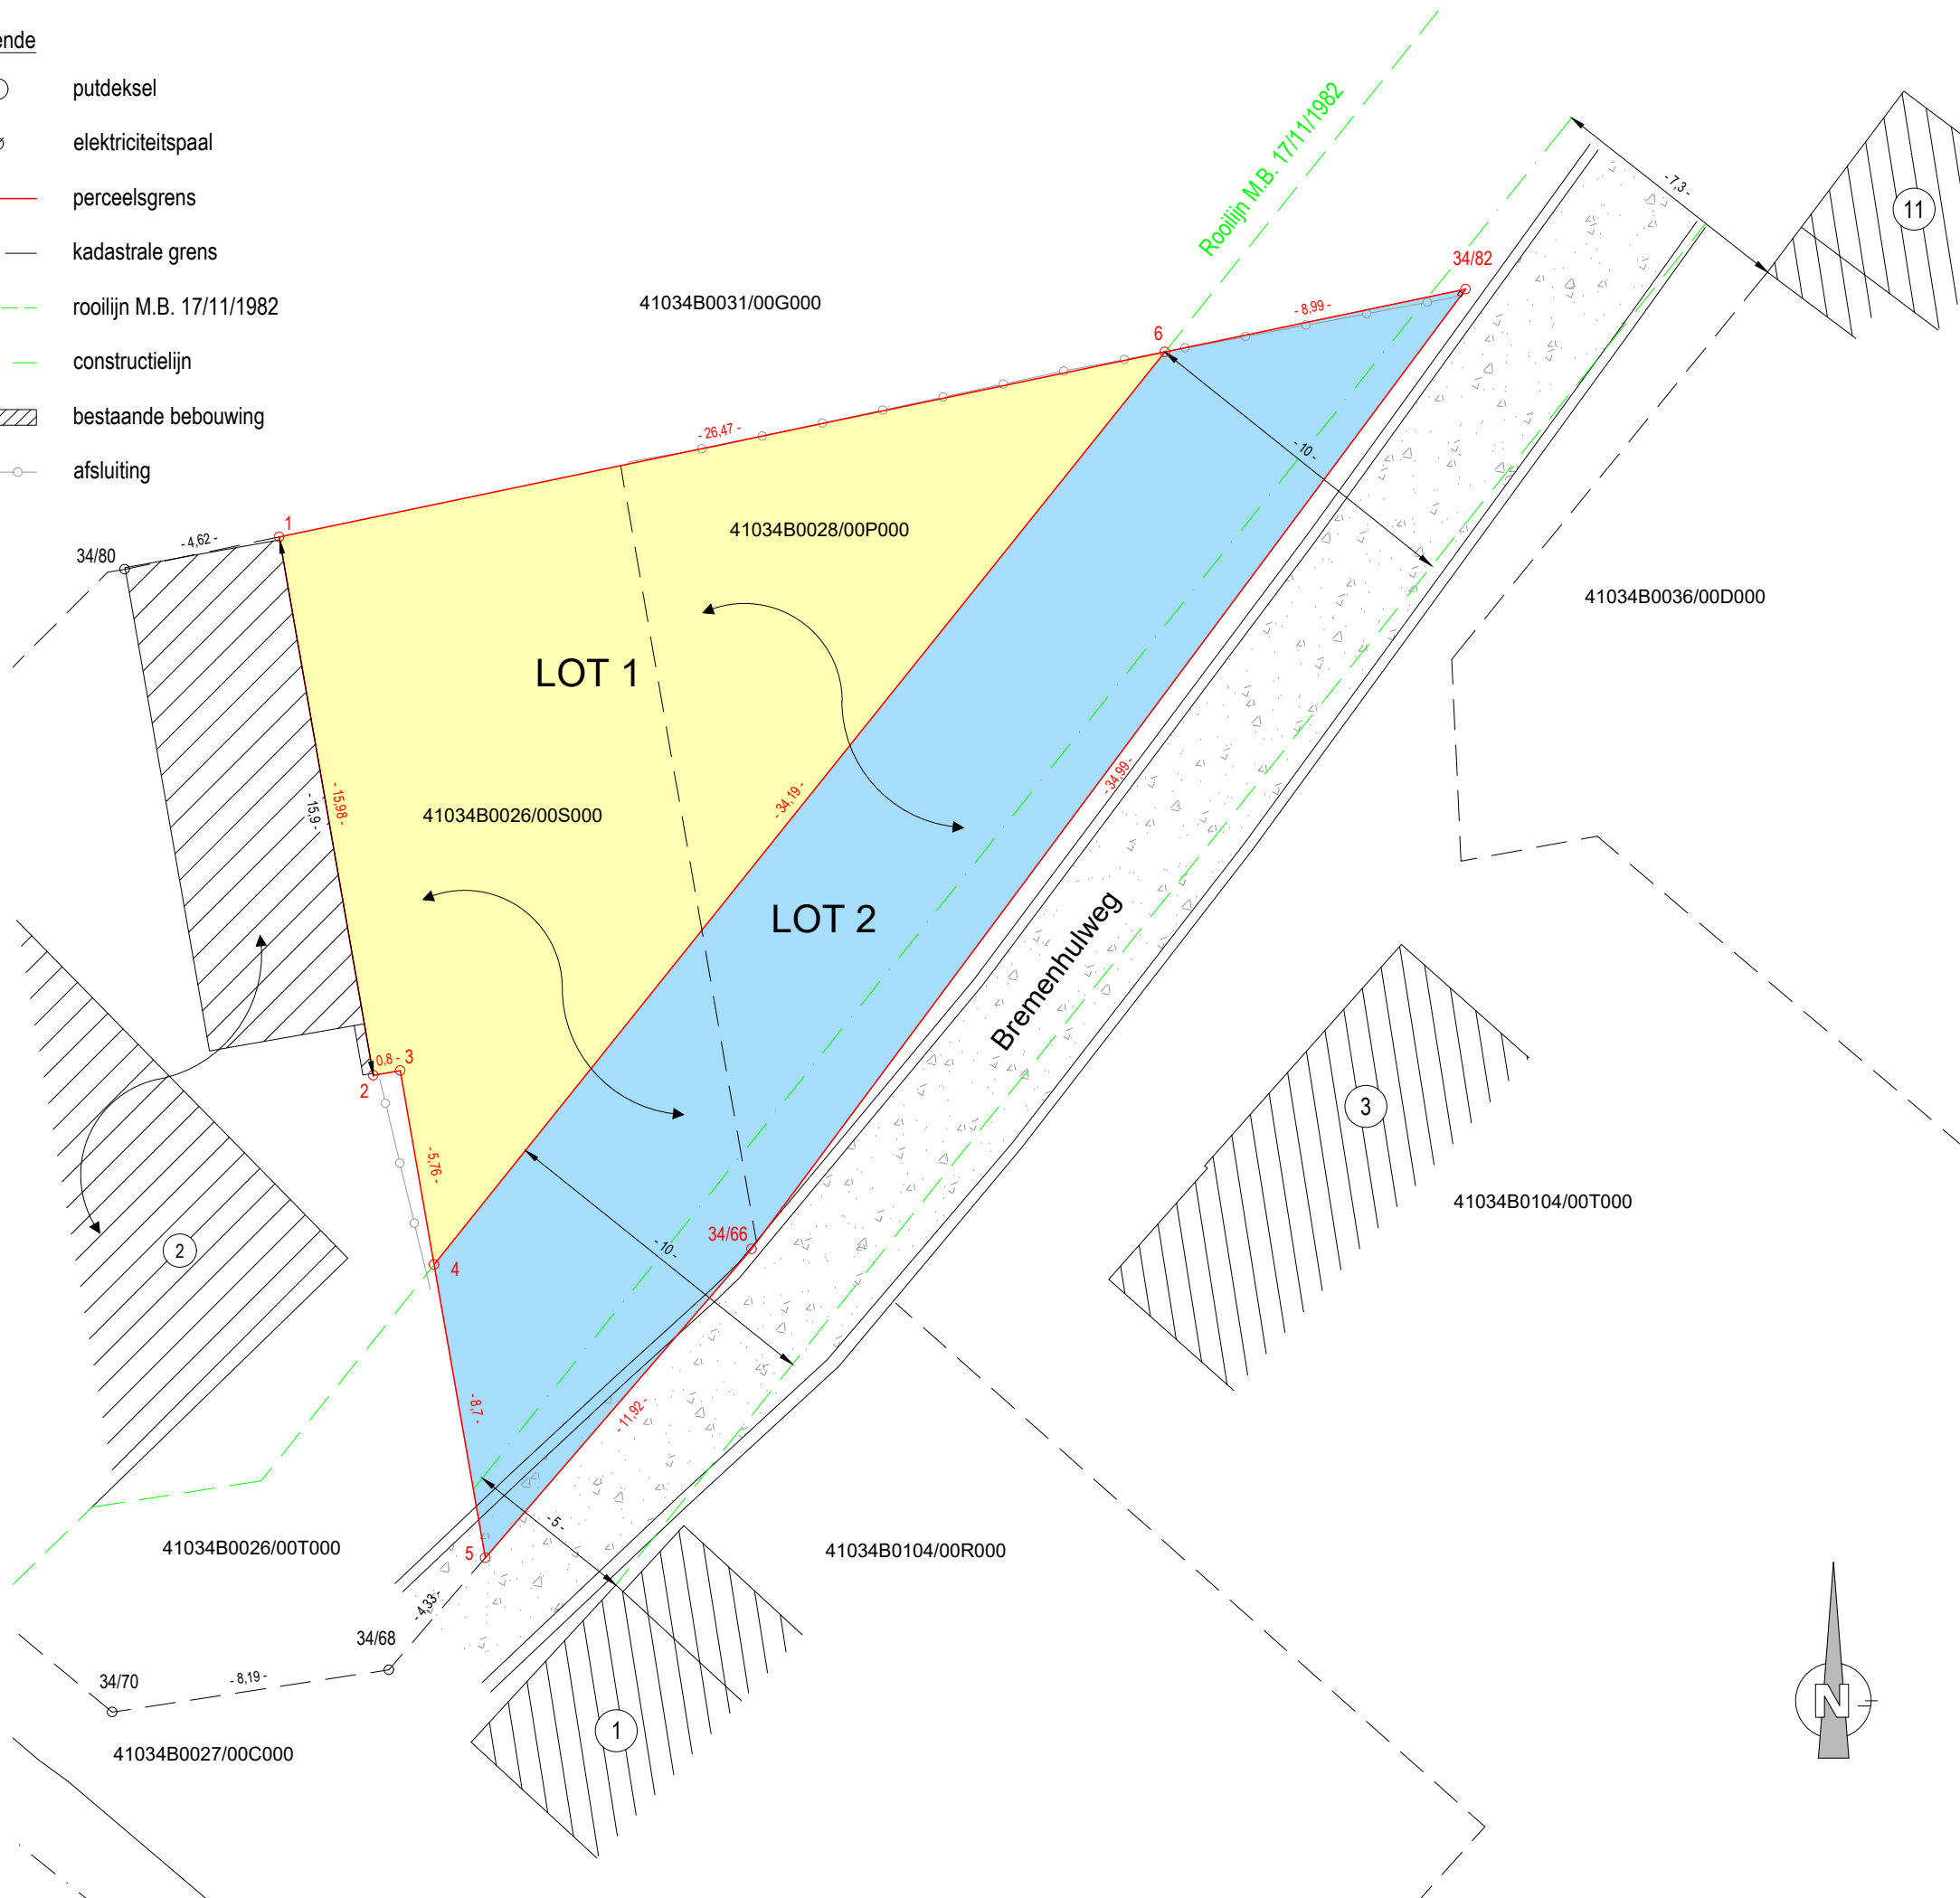 ende
putdeksel
elektriciteitspaal
perceelsgrens
kadastrale grens
rooilijn M.B. 17/11/1982
constructielijn
bestaande bebouwing
afsluiting
Rooilijn M.B. 17/11/1982
- 7,3 -
11
34/82
41034B0031/00G000
- 8,99 -
6
- 26,47 -
- 10 -
1
- 4,62 -
34/80
41034B0028/00P000
41034B0036/00D000
LOT 1
- 15,98 -
- 15,9 -
41034B0026/00S000
- 34,19 -
- 34,99 -
LOT 2
Bremenhulweg
0.8 -
3
2
3
- 5,76 -
41034B0104/00T000
34/66
- 10 -
2
4
- 8,7 -
- 11,92 -
- 5 -
41034B0026/00T000
5
41034B0104/00R000
- 4,33 -
34/68
34/70
- 8,19 -
1
N
41034B0027/00C000